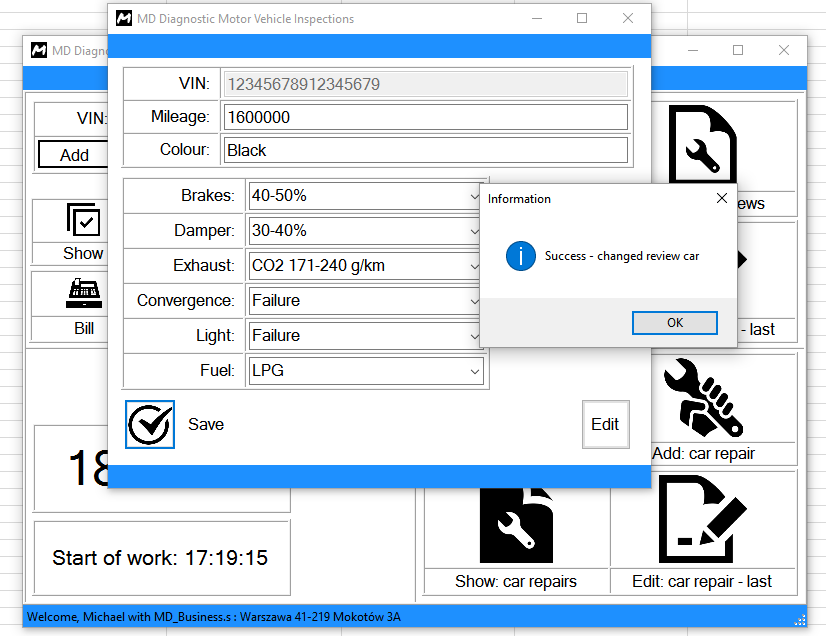 MD Diagnostic Motor Vehicle Inspections
MD Diagn
VIN: 12345678912345679
Mileage: 1600000
Colour: Black
Brakes: 40-50%
Damper: 30-40%
Exhaust: CO2 171-240 g/km
Convergence: Failure
Light: Failure
Fuel: LPG
Save
Edit
Information
Success - changed review car
OK
VIN:
Add
Show
Bill
18
Start of work: 17:19:15
ews
- last
Add: car repair
Show: car repairs
Edit: car repair - last
Welcome, Michael with MD_Business.s : Warszawa 41-219 Mokotów 3A